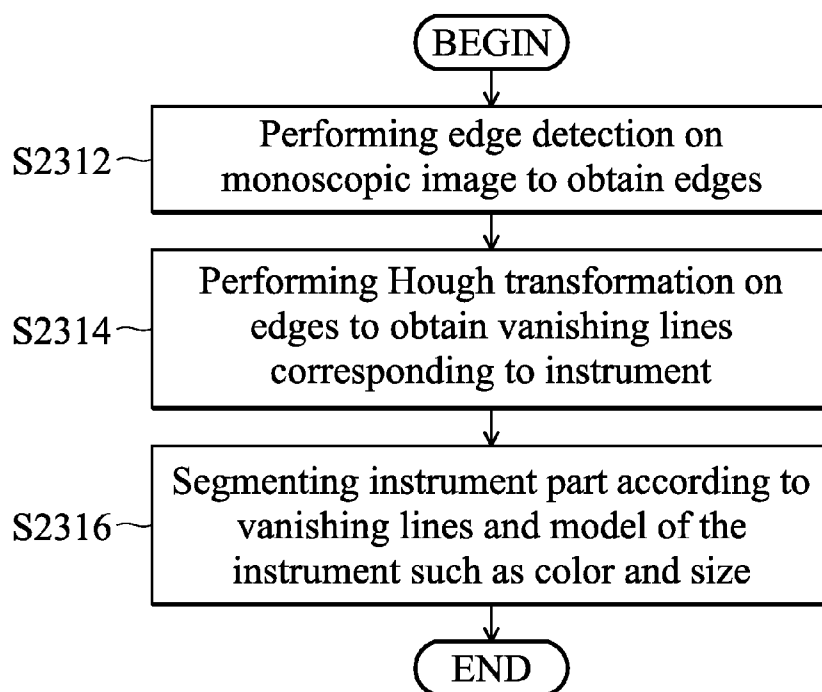 BEGIN
S2312
Performing edge detection on
monoscopic image to obtain edges
S2314
Performing Hough transformation on
edges to obtain vanishing lines
corresponding to instrument
S2316
Segmenting instrument part according to
vanishing lines and model of the
instrument such as color and size
END